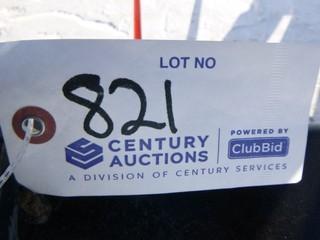 LOT NO
821
CENTURY AUCTIONS
POWERED BY
ClubBid
A DIVISION OF CENTURY SERVICES